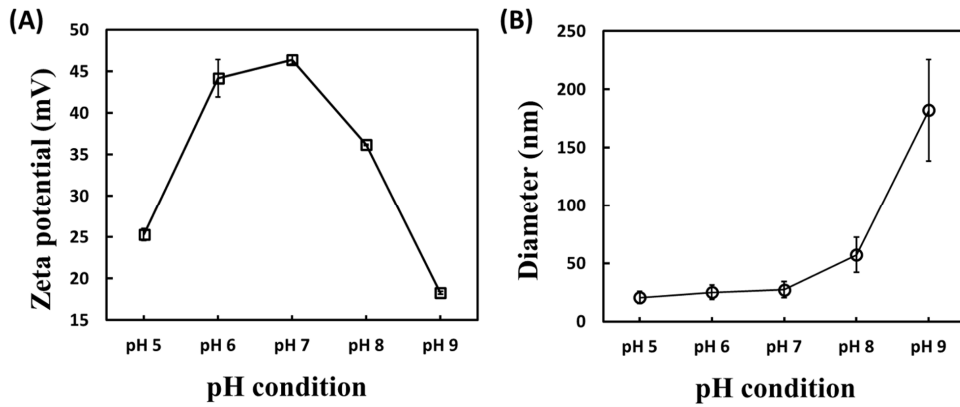 (A)
Zeta potential (mV)
50
45
40
35
30
25
20
15
pH 5
pH 6
pH 7
pH 8
pH 9
pH condition
(B)
Diameter (nm)
250
200
150
100
50
0
pH 5
pH 6
pH 7
pH 8
pH 9
pH condition